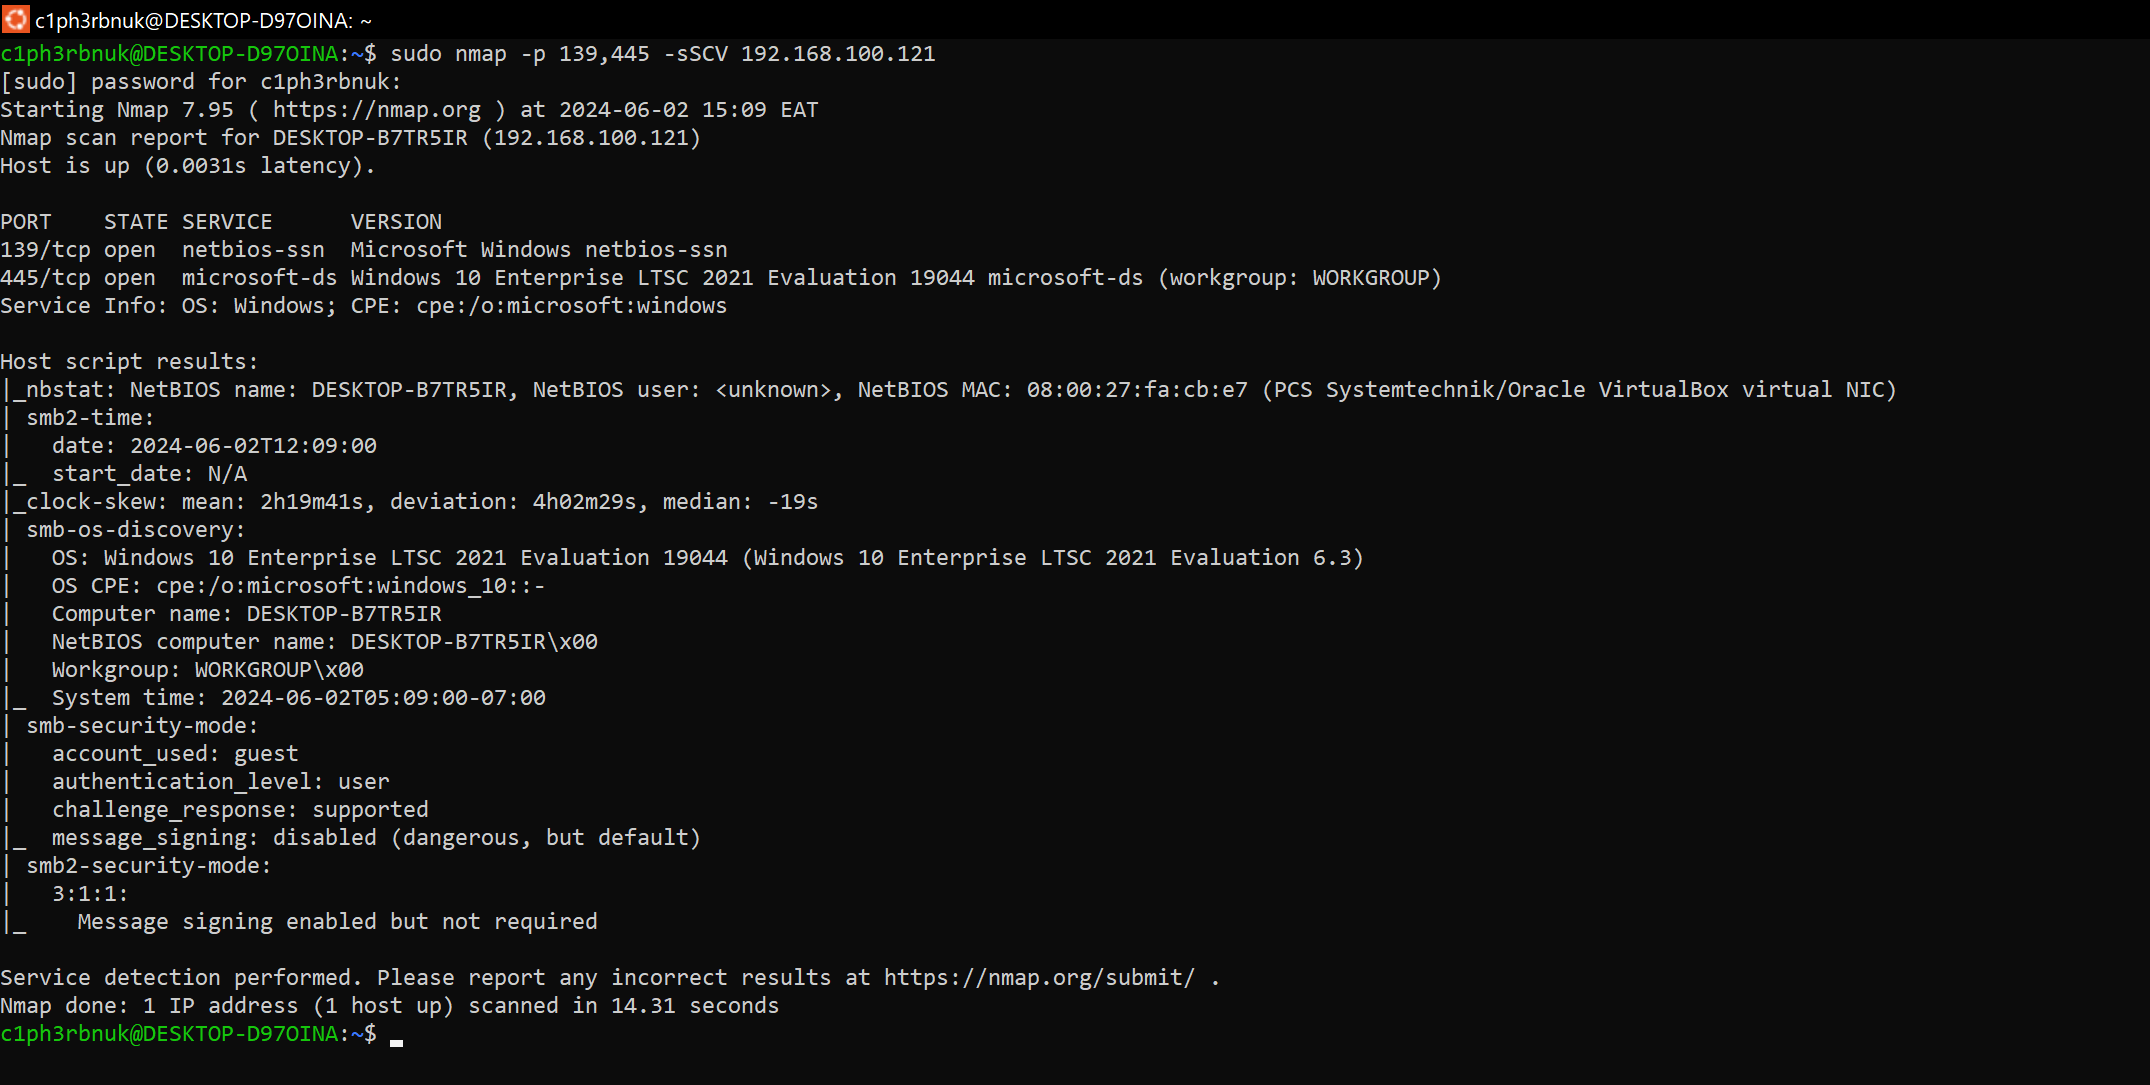 c1ph3rbnuk@DESKTOP-D97OINA: ~
c1ph3rbnuk@DESKTOP-D97OINA:~$ sudo nmap -p 139,445 -sSCV 192.168.100.121
[sudo] password for c1ph3rbnuk:
Starting Nmap 7.95 ( https://nmap.org ) at 2024-06-02 15:09 EAT
Nmap scan report for DESKTOP-B7TR5IR (192.168.100.121)
Host is up (0.0031s latency).

PORT    STATE SERVICE      VERSION
139/tcp open  netbios-ssn  Microsoft Windows netbios-ssn
445/tcp open  microsoft-ds Windows 10 Enterprise LTSC 2021 Evaluation 19044 microsoft-ds (workgroup: WORKGROUP)
Service Info: OS: Windows; CPE: cpe:/o:microsoft:windows

Host script results:
|_nbstat: NetBIOS name: DESKTOP-B7TR5IR, NetBIOS user: <unknown>, NetBIOS MAC: 08:00:27:fa:cb:e7 (PCS Systemtechnik/Oracle VirtualBox virtual NIC)
| smb2-time:
|   date: 2024-06-02T12:09:00
|_  start_date: N/A
|_clock-skew: mean: 2h19m41s, deviation: 4h02m29s, median: -19s
| smb-os-discovery:
|   OS: Windows 10 Enterprise LTSC 2021 Evaluation 19044 (Windows 10 Enterprise LTSC 2021 Evaluation 6.3)
|   OS CPE: cpe:/o:microsoft:windows_10::-
|   Computer name: DESKTOP-B7TR5IR
|   NetBIOS computer name: DESKTOP-B7TR5IR\x00
|   Workgroup: WORKGROUP\x00
|_  System time: 2024-06-02T05:09:00-07:00
| smb-security-mode:
|   account_used: guest
|   authentication_level: user
|   challenge_response: supported
|_  message_signing: disabled (dangerous, but default)
| smb2-security-mode:
|   3:1:1:
|_    Message signing enabled but not required

Service detection performed. Please report any incorrect results at https://nmap.org/submit/ .
Nmap done: 1 IP address (1 host up) scanned in 14.31 seconds
c1ph3rbnuk@DESKTOP-D97OINA:~$